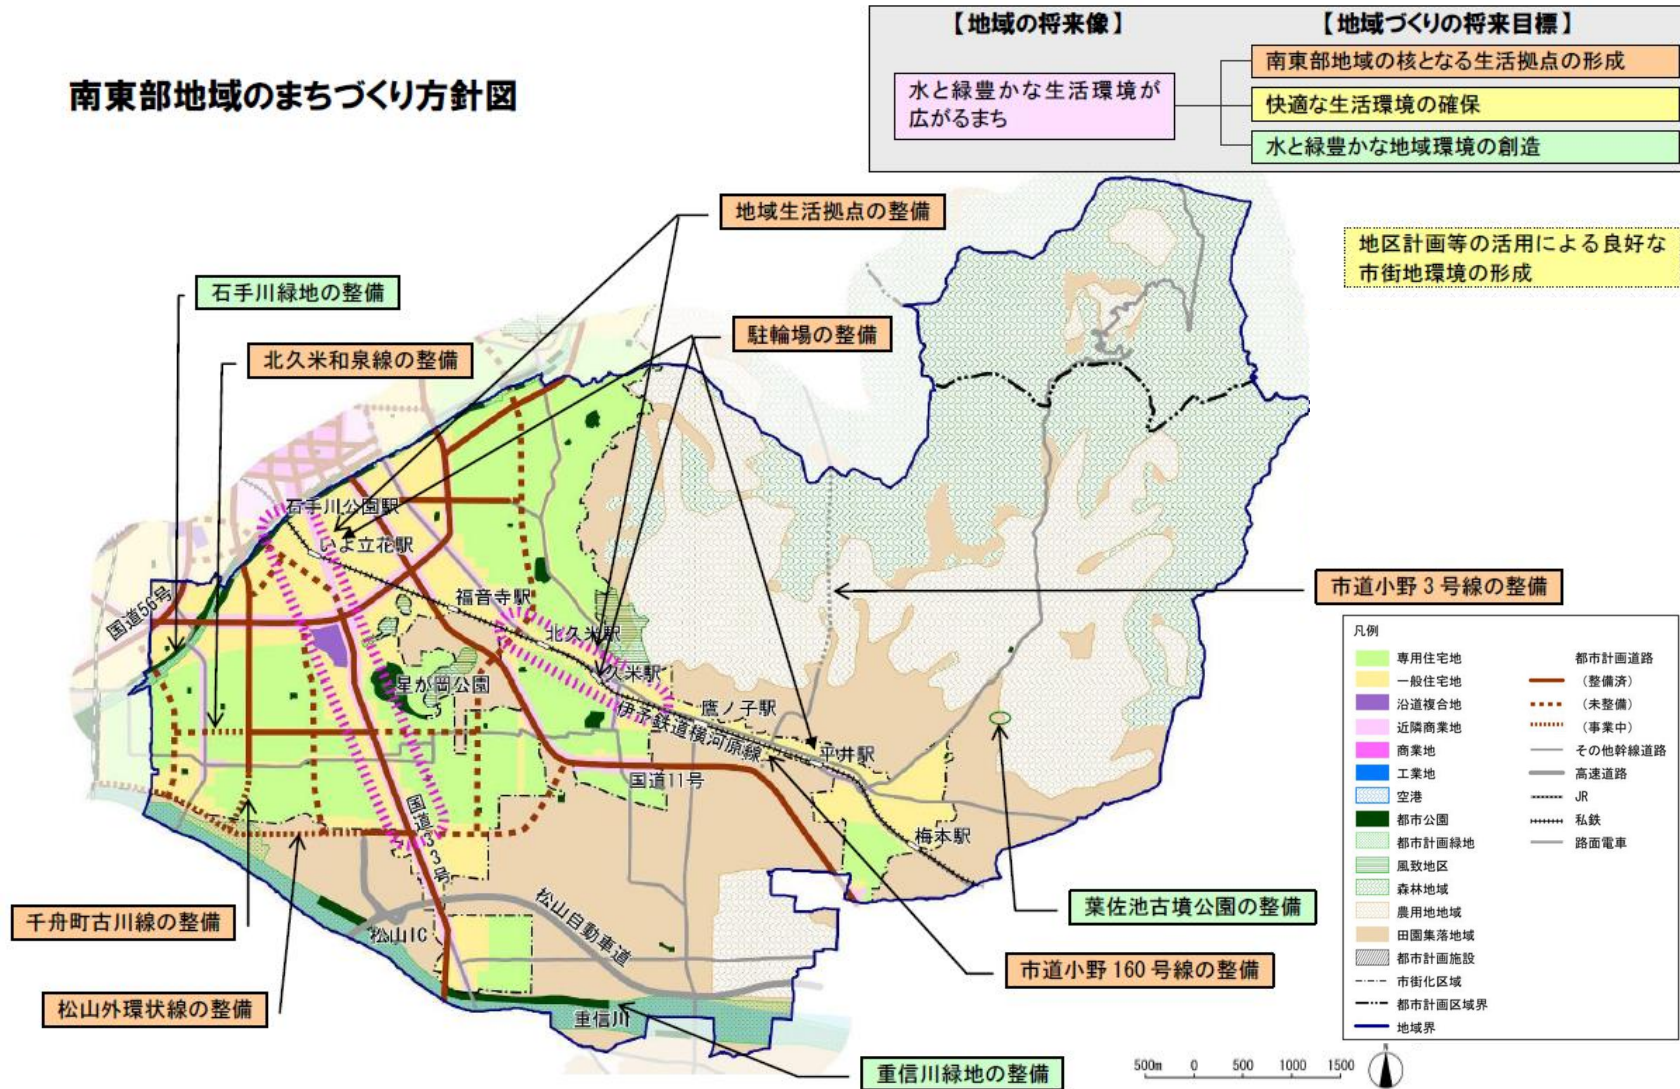 南東部地域のまちづくり方針図
【地域の将来像】
【地域づくりの将来目標】
水と緑豊かな生活環境が
広がるまち
南東部地域の核となる生活拠点の形成
快適な生活環境の確保
水と緑豊かな地域環境の創造
地区計画等の活用による良好な
市街地環境の形成
地域生活拠点の整備
石手川緑地の整備
駐輪場の整備
北久米和泉線の整備
石手川公園駅
いよ立花駅
福音寺駅
国道56号
北久米駅
久米駅
星が岡公園
鷹ノ子駅
伊予鉄道横河原線
平井駅
国道11号
国道33号
梅本駅
市道小野3号線の整備
千舟町古川線の整備
松山IC
松山自動車道
葉佐池古墳公園の整備
市道小野160号線の整備
松山外環状線の整備
重信川
重信川緑地の整備
凡例
専用住宅地
一般住宅地
沿道複合地
近隣商業地
商業地
工業地
空港
都市公園
都市計画緑地
風致地区
森林地域
農用地地域
田園集落地域
都市計画施設
市街化区域
都市計画区域界
地域界
都市計画道路
（整備済）
（未整備）
（事業中）
その他幹線道路
高速道路
JR
私鉄
路面電車
500m 0 500 1000 1500
N